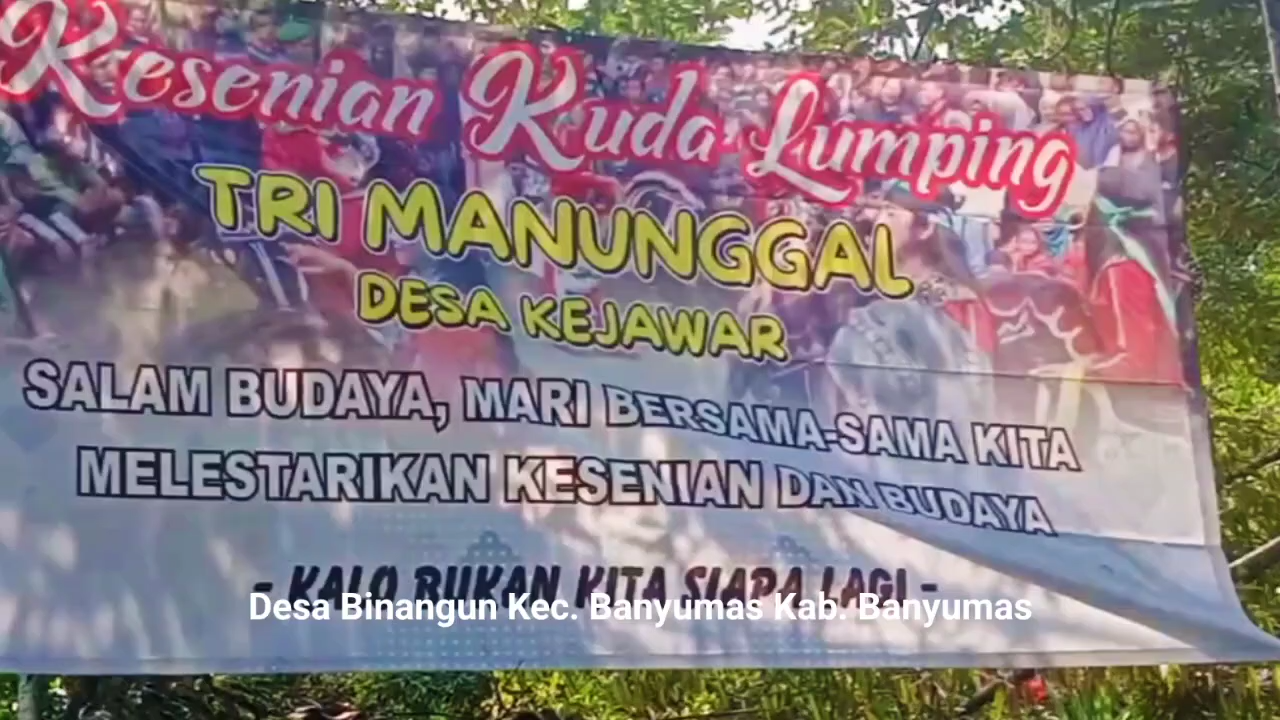 Kesenian Kuda Lumping
TRI MANUNGGAL
DESA KEJAWAR
SALAM BUDAYA, MARI BERSAMA-SAMA KITA
MELESTARIKAN KESENIAN DAN BUDAYA
- KALO BUKAN KITA SIAPA LAGI -
Desa Binangun Kec. Banyumas Kab. Banyumas